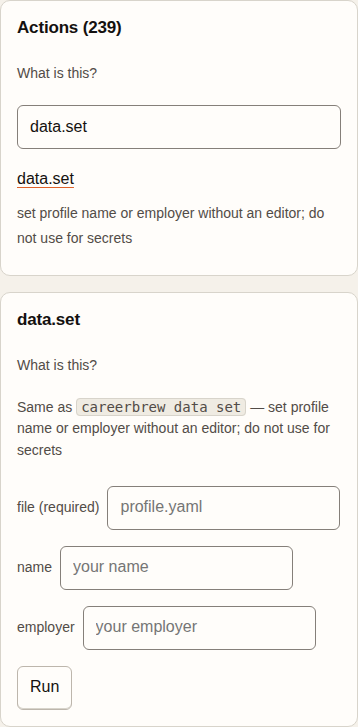 Actions (239)
What is this?
data.set
data.set
set profile name or employer without an editor; do
not use for secrets
data.set
What is this?
Same as careerbrew data set — set profile
name or employer without an editor; do not use for
secrets
file (required) profile.yaml
name your name
employer your employer
Run